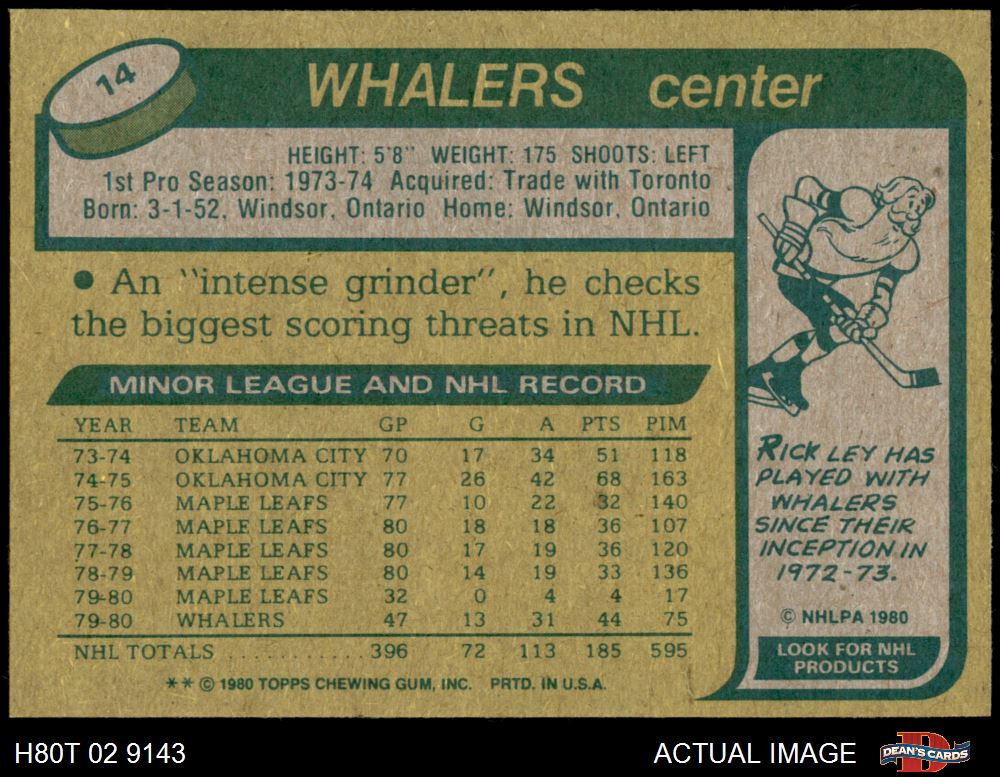 14
WHALERS center
HEIGHT: 5'8" WEIGHT: 175 SHOOTS: LEFT
1st Pro Season: 1973-74 Acquired: Trade with Toronto
Born: 3-1-52, Windsor, Ontario Home: Windsor, Ontario
● An "intense grinder", he checks
the biggest scoring threats in NHL.
MINOR LEAGUE AND NHL RECORD
YEAR TEAM GP G A PTS PIM
73-74 OKLAHOMA CITY 70 17 34 51 118
74-75 OKLAHOMA CITY 77 26 42 68 163
75-76 MAPLE LEAFS 77 10 22 32 140
76-77 MAPLE LEAFS 80 18 18 36 107
77-78 MAPLE LEAFS 80 17 19 36 120
78-79 MAPLE LEAFS 80 14 19 33 136
79-80 MAPLE LEAFS 32 0 4 4 17
79-80 WHALERS 47 13 31 44 75
NHL TOTALS ........... 396 72 113 185 595
** © 1980 TOPPS CHEWING GUM, INC. PRTD. IN U.S.A.
RICK LEY HAS
PLAYED WITH
WHALERS
SINCE THEIR
INCEPTION IN
1972-73.
© NHLPA 1980
LOOK FOR NHL
PRODUCTS
H80T 02 9143
ACTUAL IMAGE
DEAN'S CARDS